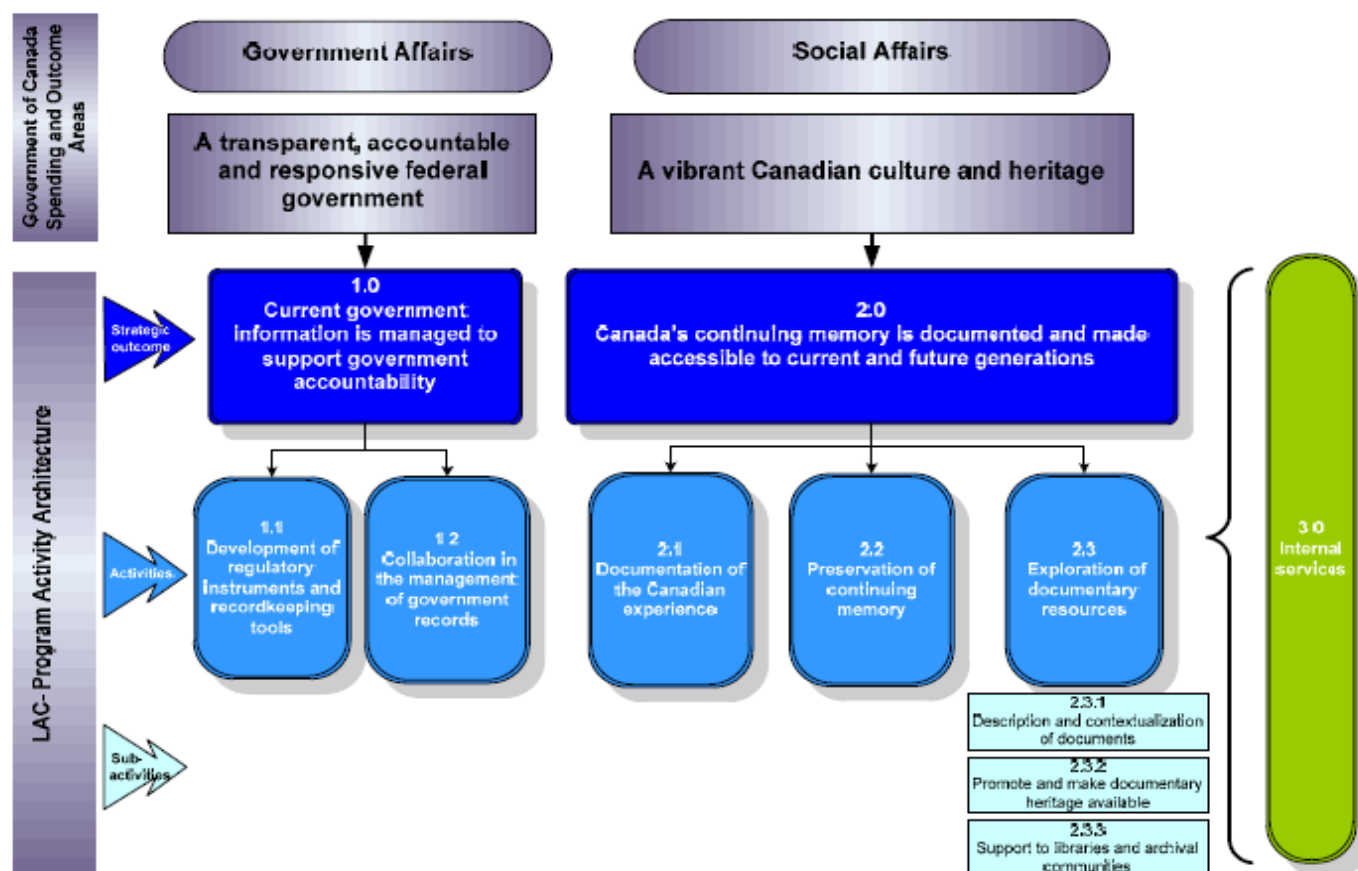 Government of Canada
Spending and Outcome
Areas
Government Affairs
Social Affairs
A transparent, accountable
and responsive federal
government
A vibrant Canadian culture and heritage
LAC- Program Activity Architecture
Strategic
outcome
1.0
Current government
information is managed to
support government
accountability
2.0
Canada's continuing memory is documented and made
accessible to current and future generations
Activities
1.1
Development of
regulatory
instruments and
recordkeeping
tools
1.2
Collaboration in
the management
of government
records
2.1
Documentation of
the Canadian
experience
2.2
Preservation of
continuing
memory
2.3
Exploration of
documentary
resources
3.0
Internal
services
Sub-
activities
2.3.1
Description and contextualization
of documents
2.3.2
Promote and make documentary
heritage available
2.3.3
Support to libraries and archival
communities